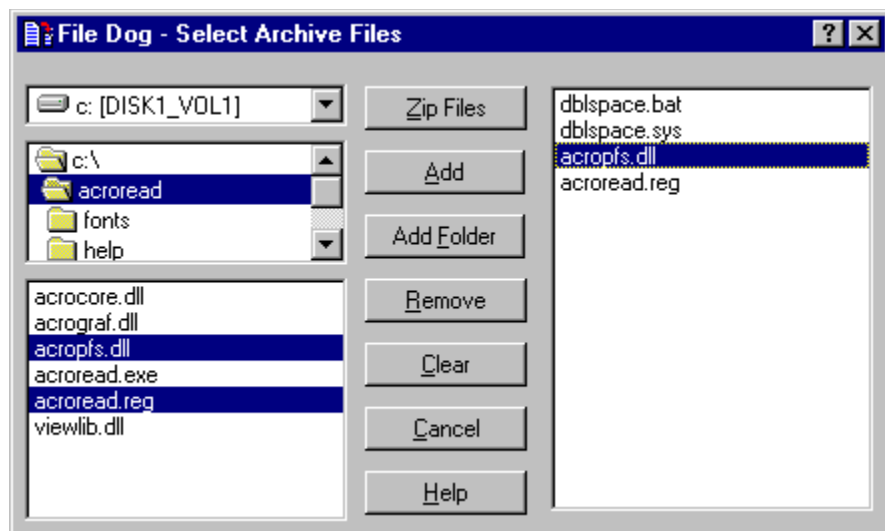 File Dog - Select Archive Files
c: [DISK1_VOL1]
c:\
acroread
fonts
help
acrocore.dll
acrograf.dll
acropfs.dll
acroread.exe
acroread.reg
viewlib.dll
Zip Files
Add
Add Folder
Remove
Clear
Cancel
Help
dblspace.bat
dblspace.sys
acropfs.dll
acroread.reg